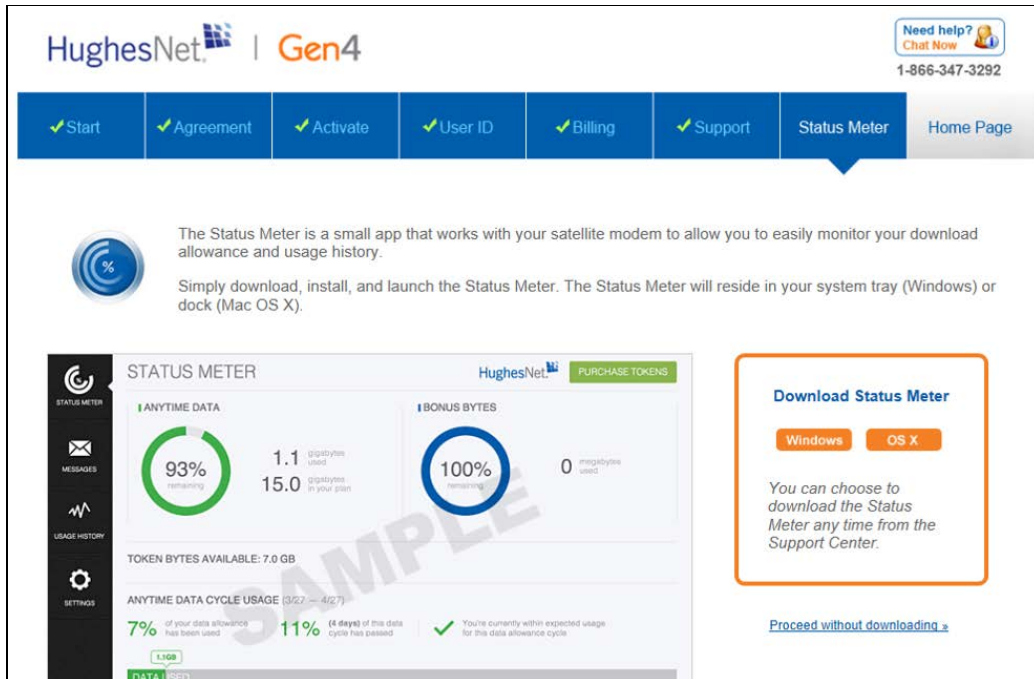 HughesNet. | Gen4
Need help?
Chat Now
1-866-347-3292
Start
Agreement
Activate
User ID
Billing
Support
Status Meter
Home Page
%
The Status Meter is a small app that works with your satellite modem to allow you to easily monitor your download
allowance and usage history.
Simply download, install, and launch the Status Meter. The Status Meter will reside in your system tray (Windows) or
dock (Mac OS X).
STATUS METER
MESSAGES
USAGE HISTORY
SETTINGS
STATUS METER
HughesNet.
PURCHASE TOKENS
ANYTIME DATA
93%
remaining
1.1 gigabytes
used
15.0 gigabytes
in your plan
BONUS BYTES
100%
remaining
0 megabytes
used
SAMPLE
TOKEN BYTES AVAILABLE: 7.0 GB
ANYTIME DATA CYCLE USAGE (3/27 — 4/27)
7% of your data allowance
has been used
11% (4 days) of this data
cycle has passed
You're currently within expected usage
for this data allowance cycle
1.1GB
DATA USED
Download Status Meter
Windows
OS X
You can choose to
download the Status
Meter any time from the
Support Center.
Proceed without downloading »